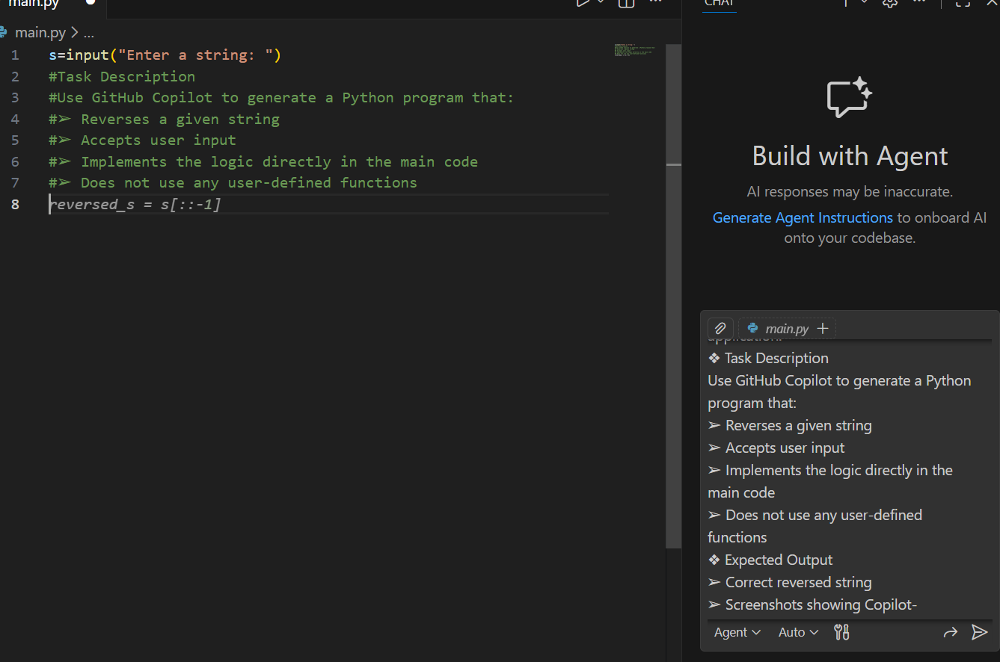 main.py
CHAT
main.py > ...
1 s=input("Enter a string: ")
2 #Task Description
3 #Use GitHub Copilot to generate a Python program that:
4 #➢ Reverses a given string
5 #➢ Accepts user input
6 #➢ Implements the logic directly in the main code
7 #➢ Does not use any user-defined functions
8 reversed_s = s[::-1]
Build with Agent
AI responses may be inaccurate.
Generate Agent Instructions to onboard AI
onto your codebase.
main.py +
application.
❖ Task Description
Use GitHub Copilot to generate a Python
program that:
➢ Reverses a given string
➢ Accepts user input
➢ Implements the logic directly in the
main code
➢ Does not use any user-defined
functions
❖ Expected Output
➢ Correct reversed string
➢ Screenshots showing Copilot-
Agent
Auto